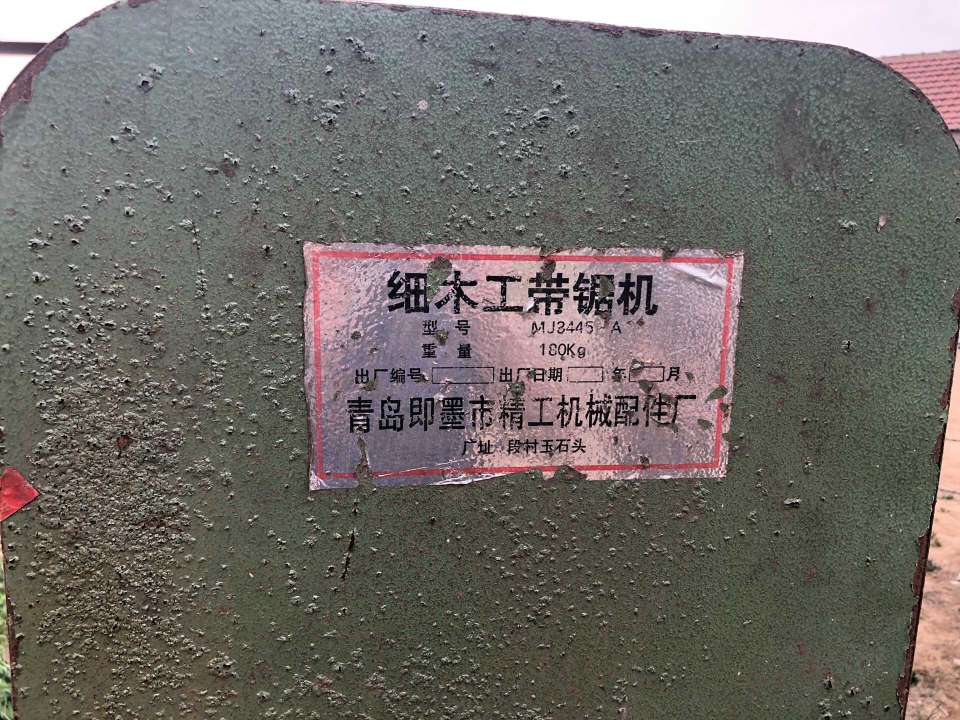 细木工带锯机
型号 MJ3445-A
重量 180Kg
出厂编号 出厂日期 年 月
青岛即墨市精工机械配件厂
厂址 段村玉石头